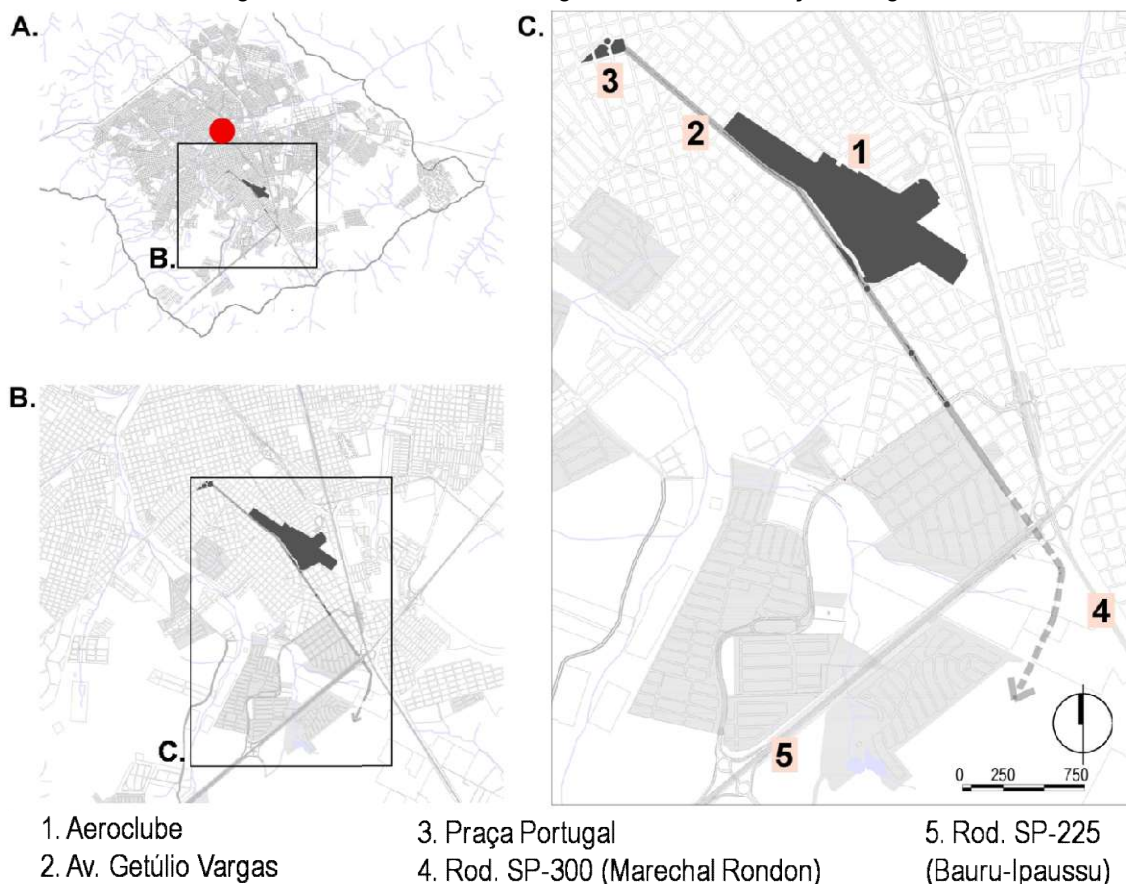 A.
B.
B.
C.
C.
3
2
1
4
5
0 250 750
1. Aeroclube
2. Av. Getúlio Vargas
3. Praça Portugal
4. Rod. SP-300 (Marechal Rondon)
5. Rod. SP-225
(Bauru-Ipaussu)